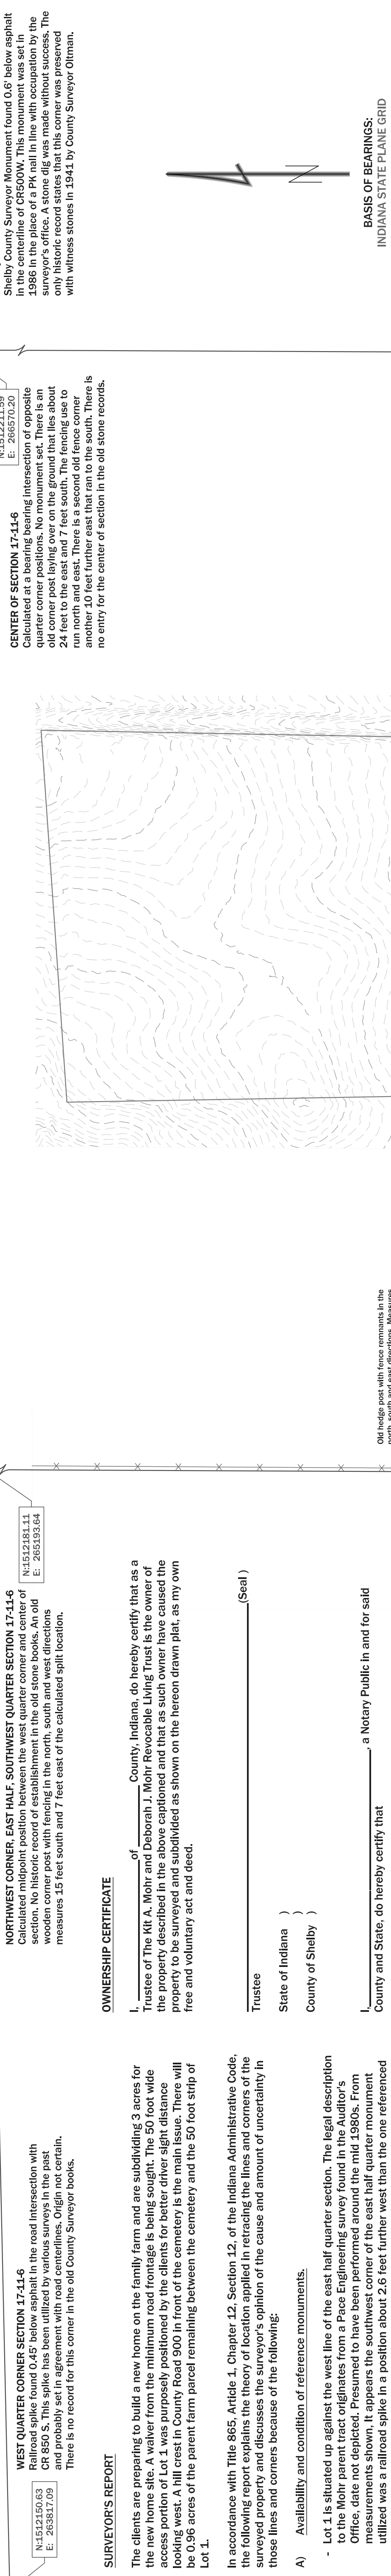 WEST QUARTER CORNER SECTION 17-11-6
Railroad spike found 0.45' below asphalt in the road intersection with
CR 850 S. This spike has been utilized by various surveys in the past
and probably set in agreement with road centerlines. Origin not certain.
There is no record for this corner in the old County Surveyor books.
N:1512150.63
E: 263817.09
SURVEYOR'S REPORT
The clients are preparing to build a new home on the family farm and are subdividing 3 acres for
the new home site. A waiver from the minimum road frontage is being sought. The 50 foot wide
access portion of Lot 1 was purposely positioned by the clients for better driver sight distance
looking west. A hill crest in County Road 900 in front of the cemetery is the main issue. There will
be 0.96 acres of the parent farm parcel remaining between the cemetery and the 50 foot strip of
Lot 1.
In accordance with Title 865, Article 1, Chapter 12, Section 12, of the Indiana Administrative Code,
the following report explains the theory of location applied in retracing the lines and corners of the
surveyed property and discusses the surveyor's opinion of the cause and amount of uncertainty in
those lines and corners because of the following:
A) Availability and condition of reference monuments.
- Lot 1 is situated up against the west line of the east half quarter section. The legal description
to the Mohr parent tract originates from a Pace Engineering survey found in the Auditor's
Office, date not depicted. Presumed to have been performed around the mid 1980s. From
measurements shown. It appears the southwest corner of the east half quarter monument
utilized was a railroad spike in a position about 2.6 feet further west than the one referenced
NORTHWEST CORNER, EAST HALF, SOUTHWEST QUARTER SECTION 17-11-6
Calculated midpoint position between the west quarter corner and center of
section. No historic record of establishment in the old stone books. An old
wooden corner post with fencing in the north, south and west directions
measures 15 feet south and 7 feet east of the calculated split location.
N:1512181.11
E: 265193.64
OWNERSHIP CERTIFICATE
I, of County, Indiana, do hereby certify that as a
Trustee of The Kit A. Mohr and Deborah J. Mohr Revocable Living Trust is the owner of
the property described in the above captioned and that as such owner have caused the
property to be surveyed and subdivided as shown on the hereon drawn plat, as my own
free and voluntary act and deed.
(Seal )
Trustee
State of Indiana )
)
County of Shelby )
I, , a Notary Public in and for said
County and State, do hereby certify that
Old hedge post with fence remnants in the
north, south and east directions. Measures
CENTER OF SECTION 17-11-6
Calculated at a bearing bearing intersection of opposite
quarter corner positions. No monument set. There is an
old corner post laying over on the ground that lies about
24 feet to the east and 7 feet south. The fencing use to
run north and east. There is a second old fence corner
another 10 feet further east that ran to the south. There is
no entry for the center of section in the old stone records.
N:1512211.59
E: 266570.20
Shelby County Surveyor Monument found 0.6' below asphalt
in the centerline of CR500W. This monument was set in
1986 in the place of a PK nail in line with occupation by the
surveyor's office. A stone dig was made without success. The
only historic record states that this corner was preserved
with witness stones in 1941 by County Surveyor Oltman.
N
BASIS OF BEARINGS:
INDIANA STATE PLANE GRID